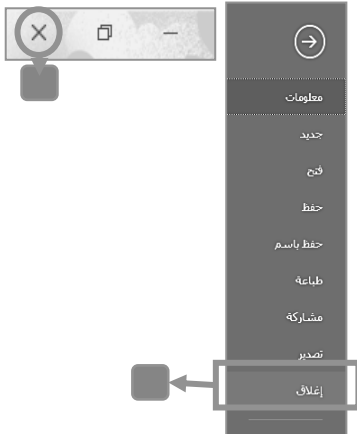 معلومات
جديد
فتح
حفظ
حفظ باسم
طباعة
مشاركة
تصدير
إغلاق